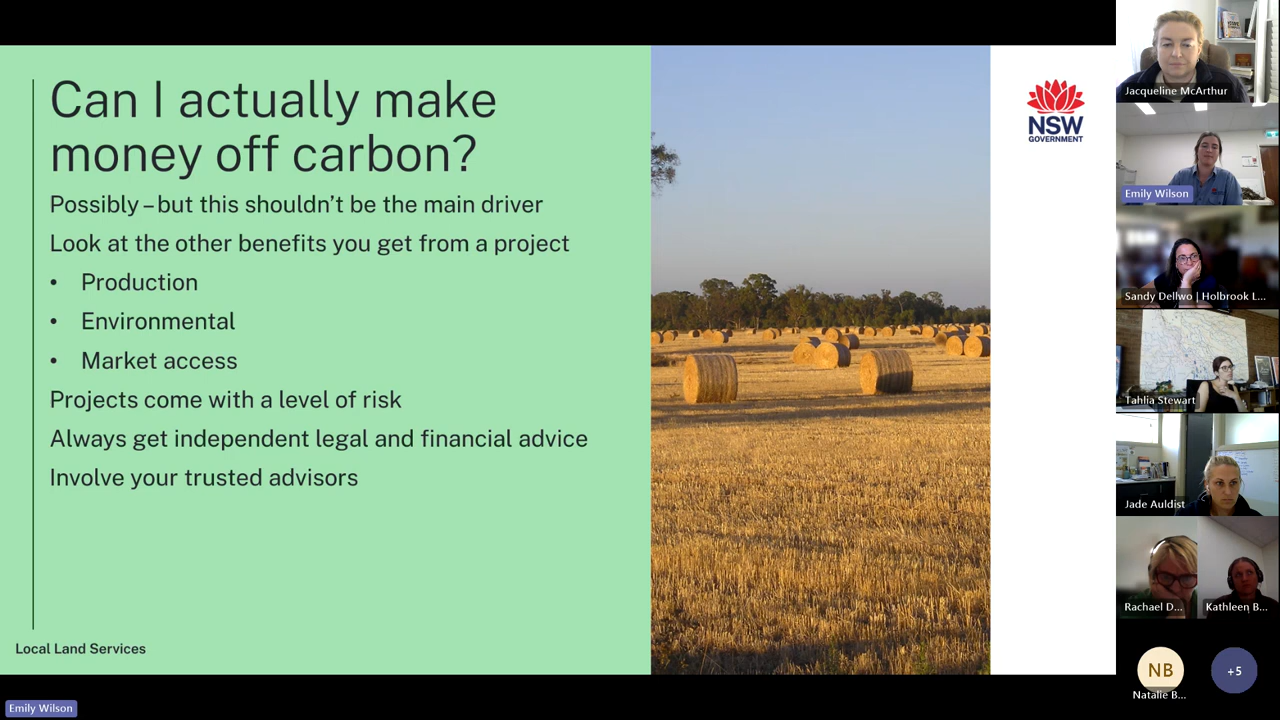 Can I actually make
money off carbon?
Possibly – but this shouldn't be the main driver
Look at the other benefits you get from a project
• Production
• Environmental
• Market access
Projects come with a level of risk
Always get independent legal and financial advice
Involve your trusted advisors
Local Land Services
Emily Wilson
NSW
GOVERNMENT
Jacqueline McArthur
Emily Wilson
Sandy Dellwo | Holbrook L...
Tahlia Stewart
Jade Auldist
Rachael D...
Kathleen B...
NB
Natalie B...
+5